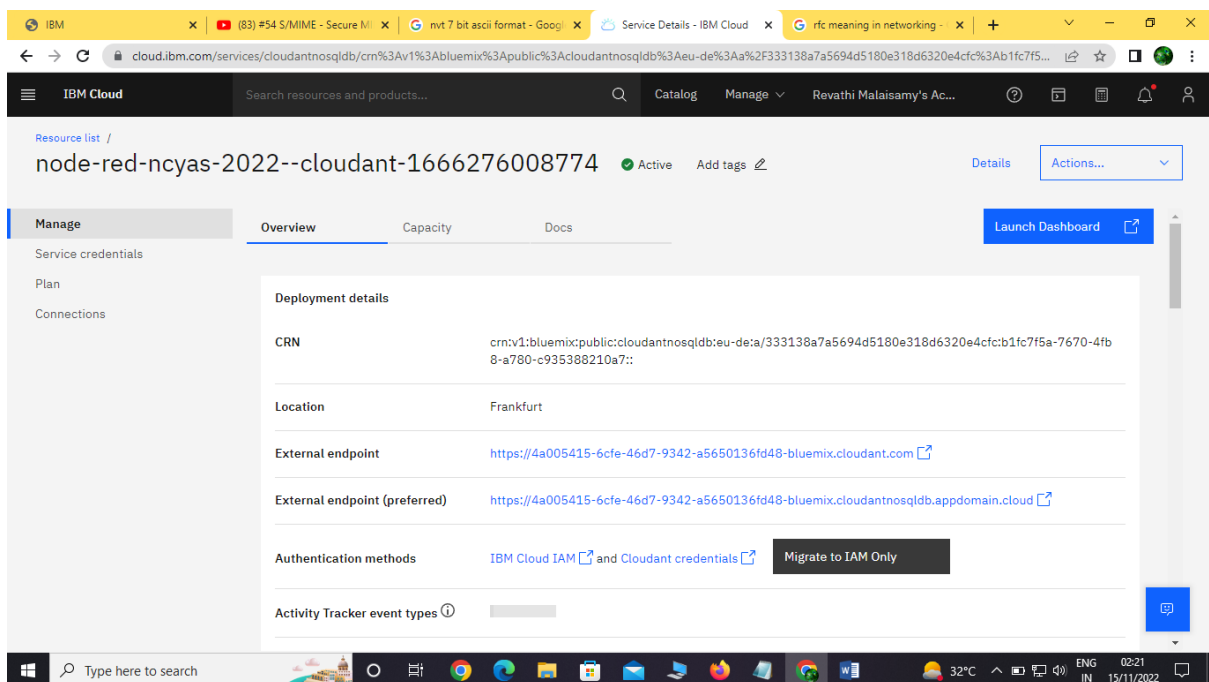 IBM
(83) #54 S/MIME - Secure MI
nvt 7 bit ascii format - Googl
Service Details - IBM Cloud
rfc meaning in networking -
cloud.ibm.com/services/cloudantnosqldb/crn%3Av1%3Abluemix%3Apublic%3Acloudantnosqldb%3Aeu-de%3Aa%2F333138a7a5694d5180e318d6320e4cfc%3Ab1fc7f5...
IBM Cloud
Search resources and products...
Catalog
Manage
Revathi Malaisamy's Ac...
Resource list /
node-red-ncyas-2022--cloudant-1666276008774
Active
Add tags
Details
Actions...
Manage
Service credentials
Plan
Connections
Overview
Capacity
Docs
Launch Dashboard
Deployment details
CRN
crn:v1:bluemix:public:cloudantnosqldb:eu-de:a/333138a7a5694d5180e318d6320e4cfc:b1fc7f5a-7670-4fb
8-a780-c935388210a7::
Location
Frankfurt
External endpoint
https://4a005415-6cfe-46d7-9342-a5650136fd48-bluemix.cloudant.com
External endpoint (preferred)
https://4a005415-6cfe-46d7-9342-a5650136fd48-bluemix.cloudantnosqldb.appdomain.cloud
Authentication methods
IBM Cloud IAM and Cloudant credentials
Migrate to IAM Only
Activity Tracker event types
Type here to search
32°C
ENG
IN
02:21
15/11/2022